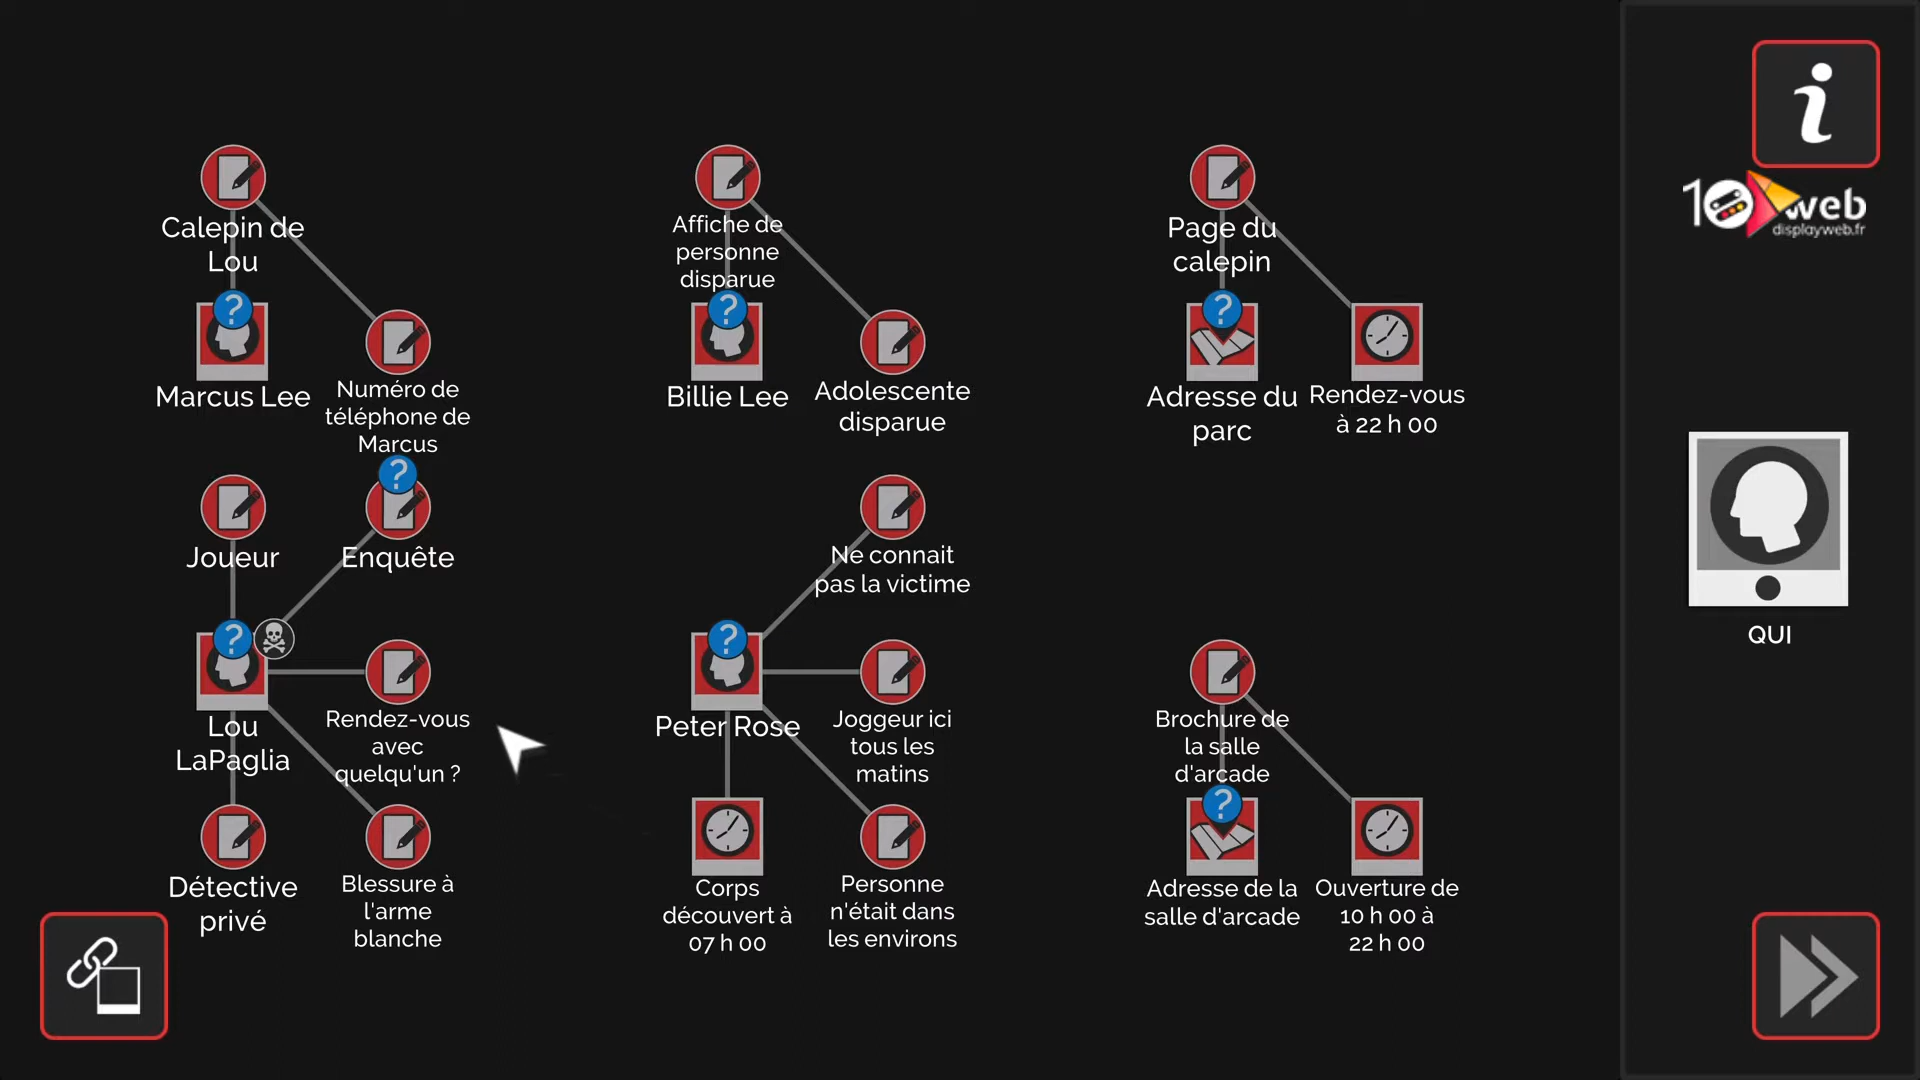 Calepin de
Lou
Affiche de
personne
disparue
Page du
calepin
10
web
displayweb.fr
?
?
?
Marcus Lee
Numéro de
téléphone de
Marcus
Billie Lee
Adolescente
disparue
Adresse du
parc
Rendez-vous
à 22 h 00
?
Joueur
Enquête
Ne connait
pas la victime
QUI
?
?
Lou
LaPaglia
Rendez-vous
avec
quelqu'un ?
Peter Rose
Joggeur ici
tous les
matins
Brochure de
la salle
d'arcade
?
Détective
privé
Blessure à
l'arme
blanche
Corps
découvert à
07 h 00
Personne
n'était dans
les environs
Adresse de la
salle d'arcade
Ouverture de
10 h 00 à
22 h 00